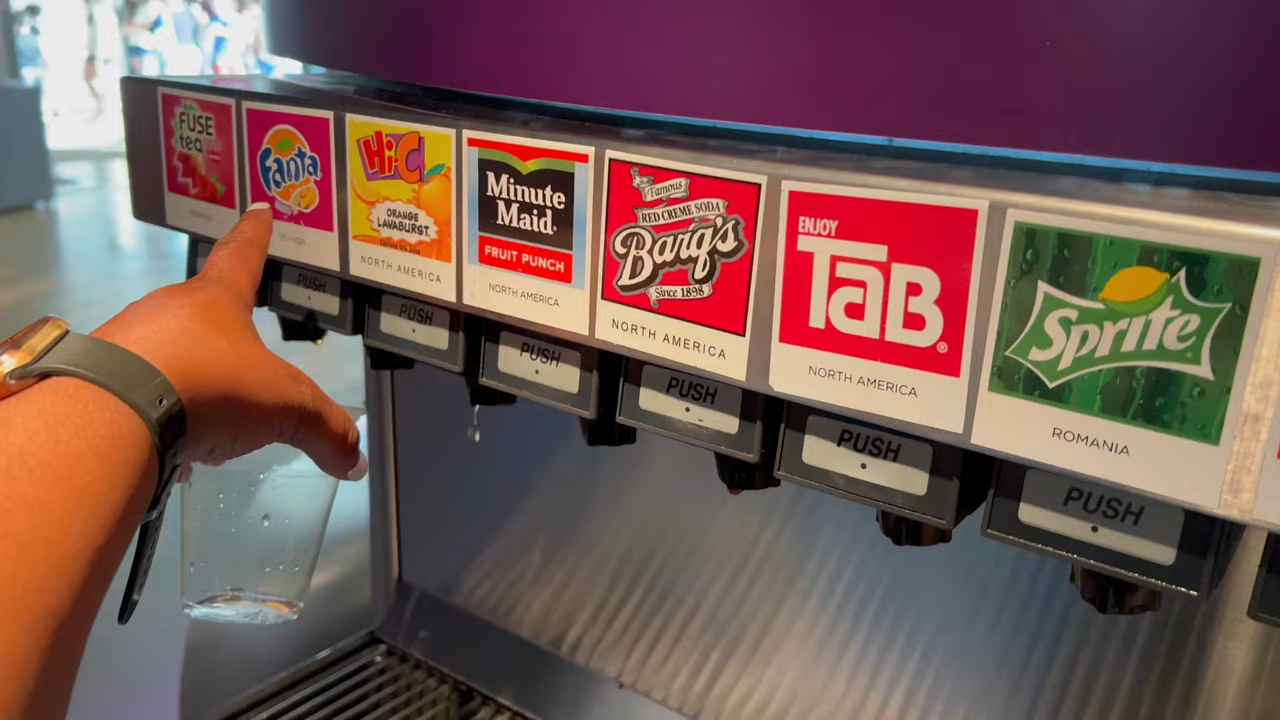 FUSE
tea
Fanta
Hi-C
ORANGE
LAVABURST.
NORTH AMERICA
Minute
Maid
FRUIT PUNCH
NORTH AMERICA
Famous
RED CREME SODA
Barq's
Since 1898
NORTH AMERICA
ENJOY
TaB®
NORTH AMERICA
Sprite
ROMANIA
PUSH
PUSH
PUSH
PUSH
PUSH
PUSH